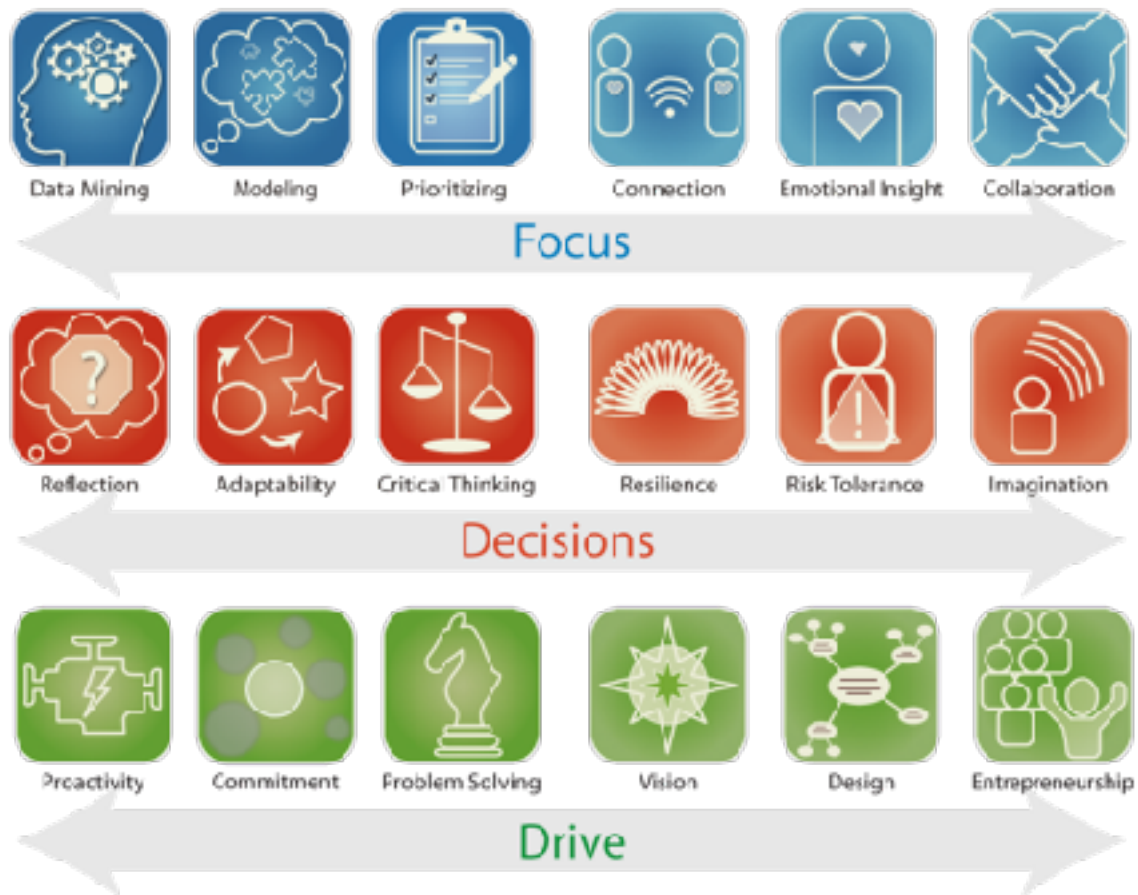 Data Mining Modeling Prioritizing Connection Emotional Insight Collaboration
Focus
?
!
Reflection Adaptability Critical Thinking Resilience Risk Tolerance Imagination
Decisions
Proactivity Commitment Problem Solving Vision Design Entrepreneurship
Drive